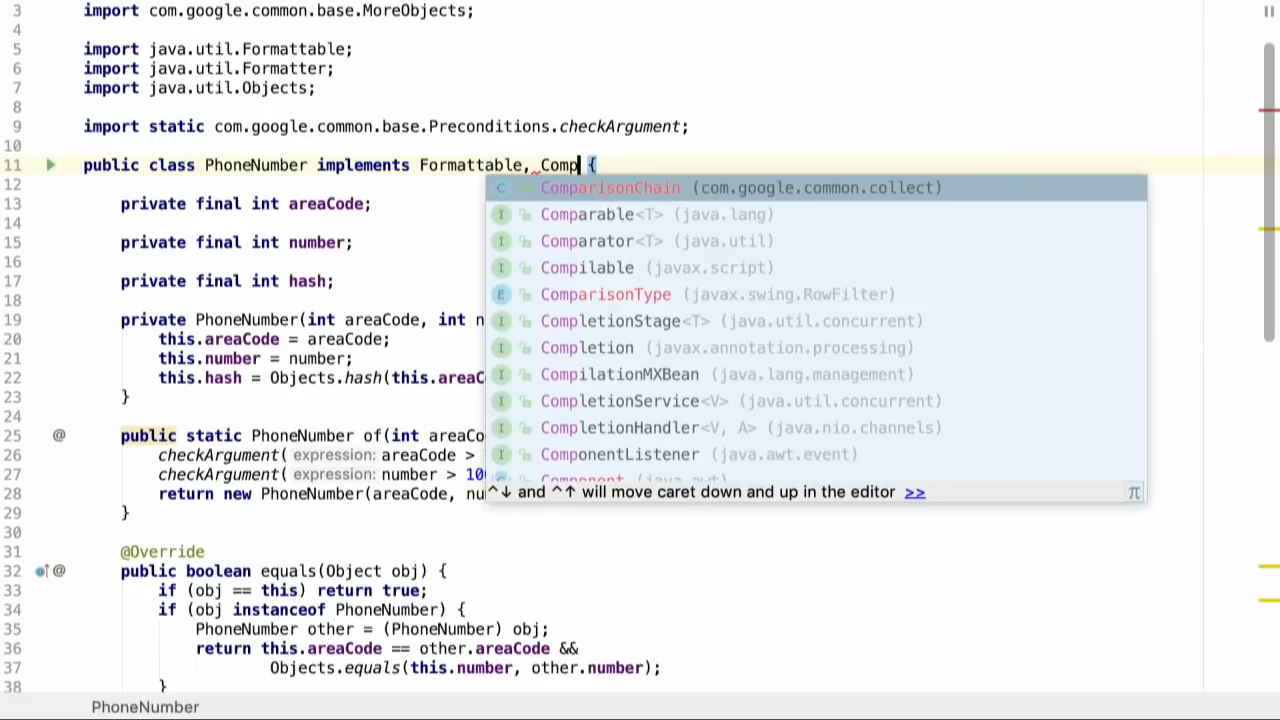 3 import com.google.common.base.MoreObjects;
4
5 import java.util.Formattable;
6 import java.util.Formatter;
7 import java.util.Objects;
8
9 import static com.google.common.base.Preconditions.checkArgument;
10
11 public class PhoneNumber implements Formattable, Comp {
12 ComparisonChain (com.google.common.collect)
13 private final int areaCode; Comparable<T> (java.lang)
14 Comparator<T> (java.util)
15 private final int number;
16 Compilable (javax.script)
17 private final int hash;
18 ComparisonType (javax.swing.RowFilter)
19 private PhoneNumber(int areaCode, int n CompletionStage<T> (java.util.concurrent)
20 this.areaCode = areaCode;
21 this.number = number; Completion (javax.annotation.processing)
22 this.hash = Objects.hash(this.areaC CompilationMXBean (java.lang.management)
23 }
24 CompletionService<V> (java.util.concurrent)
25 @ public static PhoneNumber of(int areaCo CompletionHandler<V, A> (java.nio.channels)
26 checkArgument( expression: areaCode > ComponentListener (java.awt.event)
27 checkArgument( expression: number > 10 Component (java.awt)
28 return new PhoneNumber(areaCode, nu ^↓ and ^↑ will move caret down and up in the editor >> π
29 }
30
31 @Override
32 @ public boolean equals(Object obj) {
33 if (obj == this) return true;
34 if (obj instanceof PhoneNumber) {
35 PhoneNumber other = (PhoneNumber) obj;
36 return this.areaCode == other.areaCode &&
37 Objects.equals(this.number, other.number);
38 }
PhoneNumber